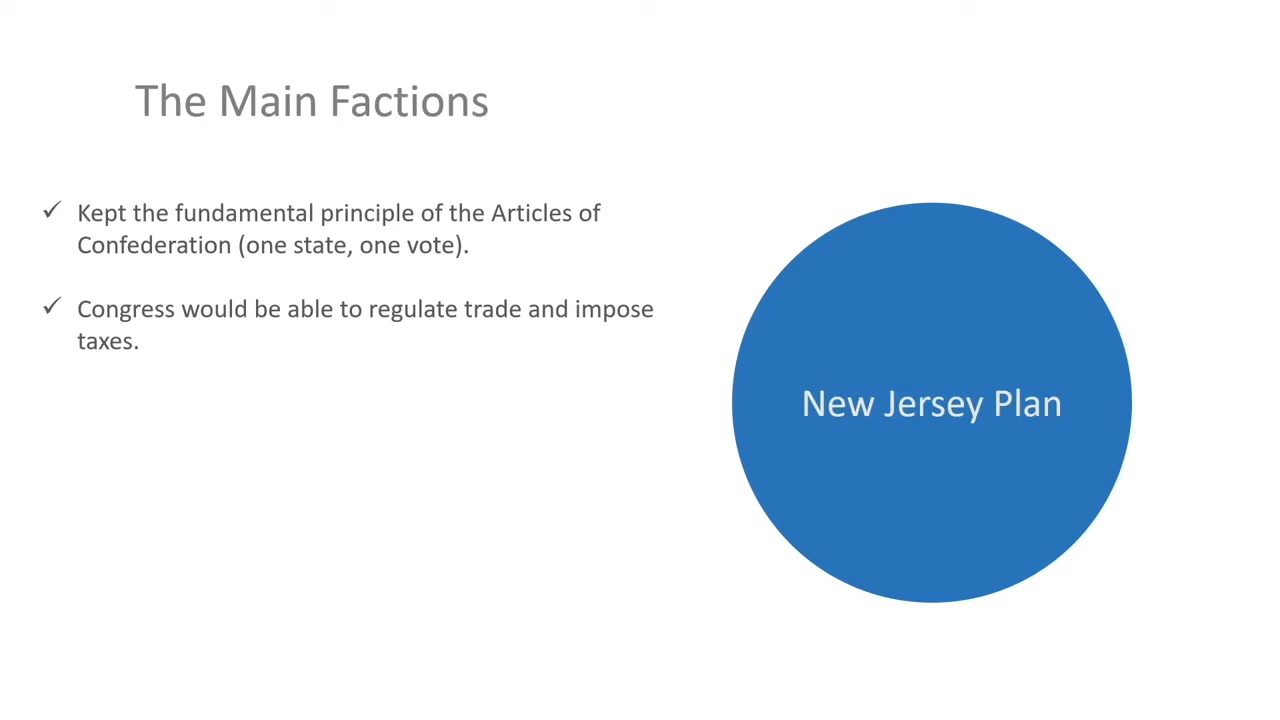 The Main Factions
✓ Kept the fundamental principle of the Articles of
Confederation (one state, one vote).
✓ Congress would be able to regulate trade and impose
taxes.
New Jersey Plan